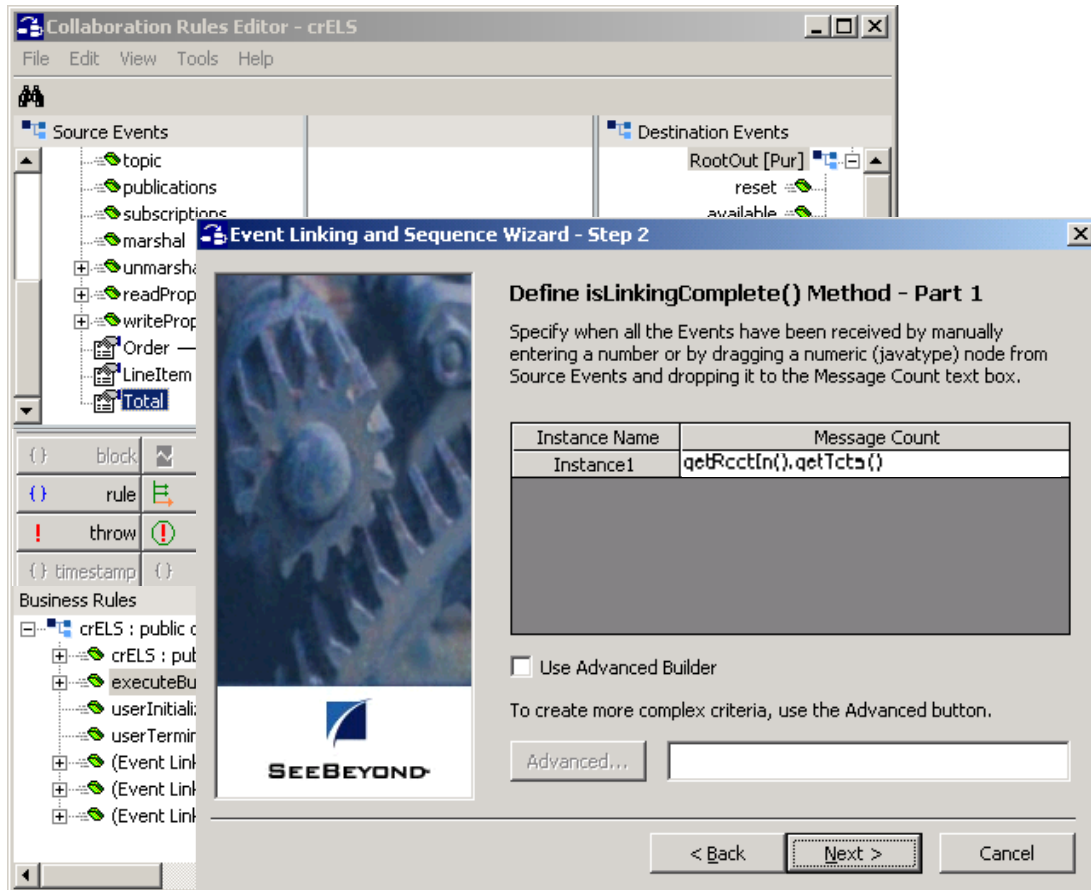 Collaboration Rules Editor - crELS
File Edit View Tools Help
Source Events
Destination Events
topic
publications
subscriptions
marshal
unmarsha
readProp
writeProp
Order
LineItem
Total
RootOut [Pur]
reset
available
block
rule
throw
timestamp
Business Rules
crELS : public c
crELS : pub
executeBu
userInitializ
userTermin
(Event Link
(Event Link
(Event Link
Event Linking and Sequence Wizard - Step 2
Define isLinkingComplete() Method - Part 1
Specify when all the Events have been received by manually
entering a number or by dragging a numeric (javatype) node from
Source Events and dropping it to the Message Count text box.
Instance Name Message Count
Instance1 getRootIn().getTota()
Use Advanced Builder
To create more complex criteria, use the Advanced button.
Advanced...
SEEBEYOND
< Back Next > Cancel